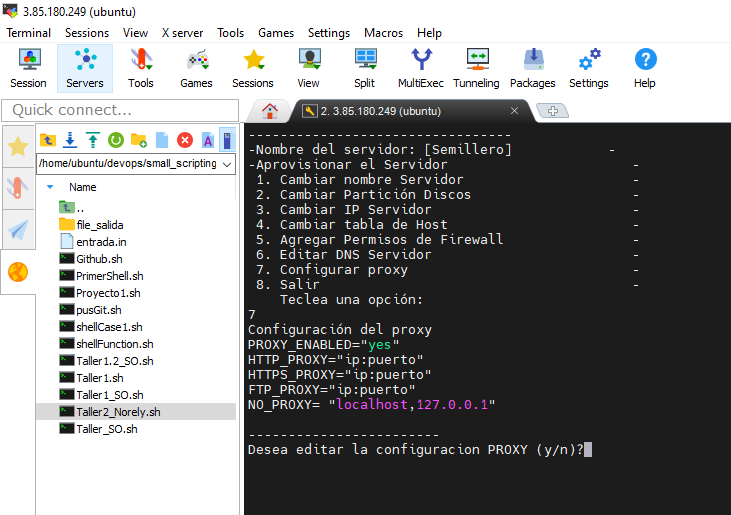 3.85.180.249 (ubuntu)
Terminal Sessions View X server Tools Games Settings Macros Help
Session Servers Tools Games Sessions View Split MultiExec Tunneling Packages Settings Help
Quick connect...
2. 3.85.180.249 (ubuntu)
/home/ubuntu/devops/small_scripting
Name
..
file_salida
entrada.in
Github.sh
PrimerShell.sh
Proyecto1.sh
pusGit.sh
shellCase1.sh
shellFunction.sh
Taller1.2_SO.sh
Taller1.sh
Taller1_SO.sh
Taller2_Norely.sh
Taller_SO.sh
---------------------------------
-Nombre del servidor: [Semillero] -
-Aprovisionar el Servidor -
1. Cambiar nombre Servidor -
2. Cambiar Partición Discos -
3. Cambiar IP Servidor -
4. Cambiar tabla de Host -
5. Agregar Permisos de Firewall -
6. Editar DNS Servidor -
7. Configurar proxy -
8. Salir -
Teclea una opción:
7
Configuración del proxy
PROXY_ENABLED="yes"
HTTP_PROXY="ip:puerto"
HTTPS_PROXY="ip:puerto"
FTP_PROXY="ip:puerto"
NO_PROXY= "localhost,127.0.0.1"
------------------------
Desea editar la configuracion PROXY (y/n)?